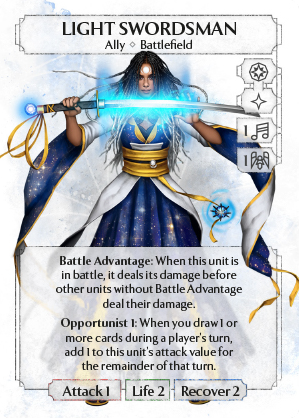 LIGHT SWORDSMAN
Ally ◇ Battlefield
1
1
Battle Advantage: When this unit is
in battle, it deals its damage before
other units without Battle Advantage
deal their damage.
Opportunist 1: When you draw 1 or
more cards during a player's turn,
add 1 to this unit's attack value for
the remainder of that turn.
Attack 1 Life 2 Recover 2